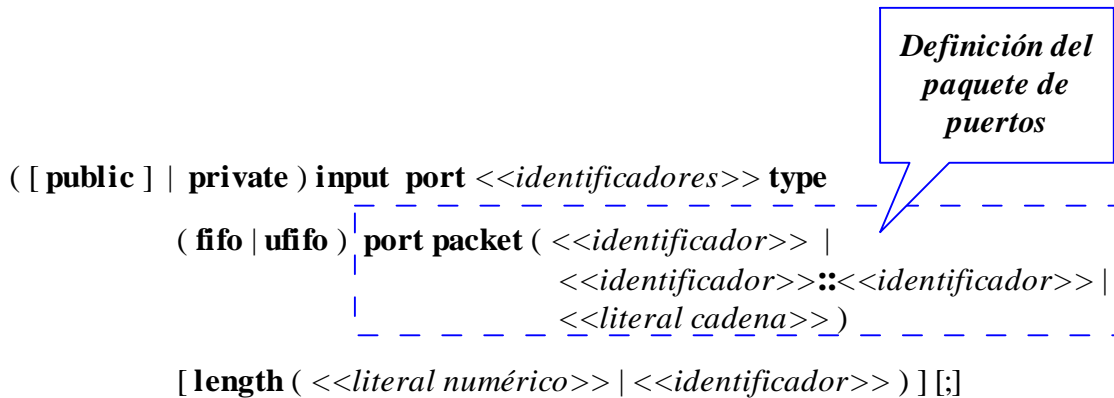 Definición del
paquete de
puertos
( [ public ] | private ) input port <<identificadores>> type
( fifo | ufifo ) port packet ( <<identificador>> |
<<identificador>>::<<identificador>> |
<<literal cadena>> )
[ length ( <<literal numérico>> | <<identificador>> ) ] [;]